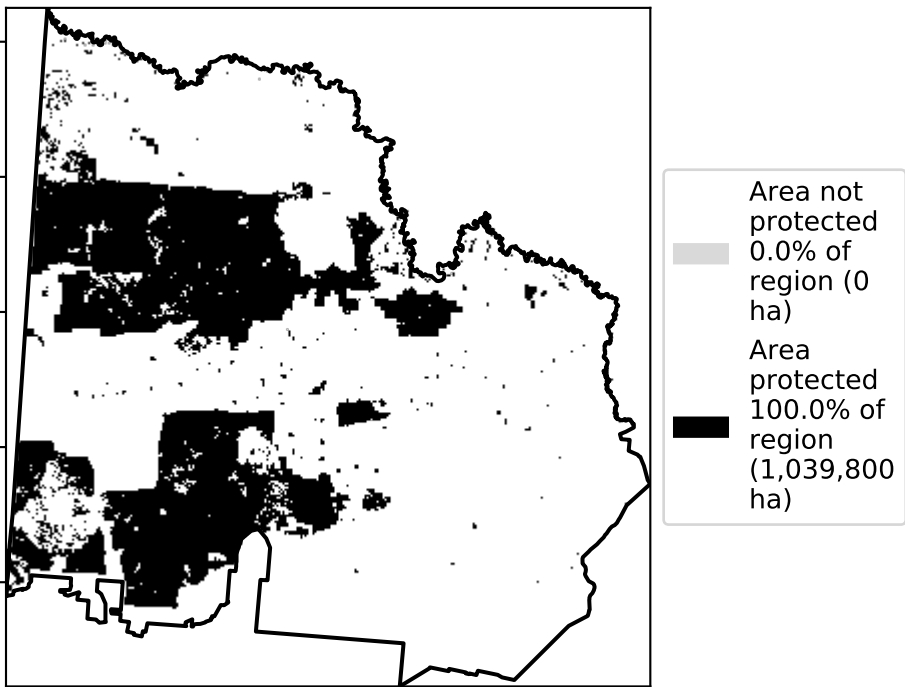 Area not
protected
0.0% of
region (0
ha)
Area
protected
100.0% of
region
(1,039,800
ha)